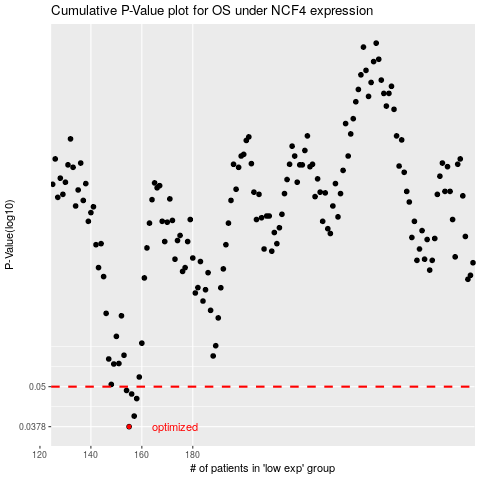 Cumulative P-Value plot for OS under NCF4 expression
P-Value(log10)
0.05
0.0378
optimized
120 140 160 180
# of patients in 'low exp' group